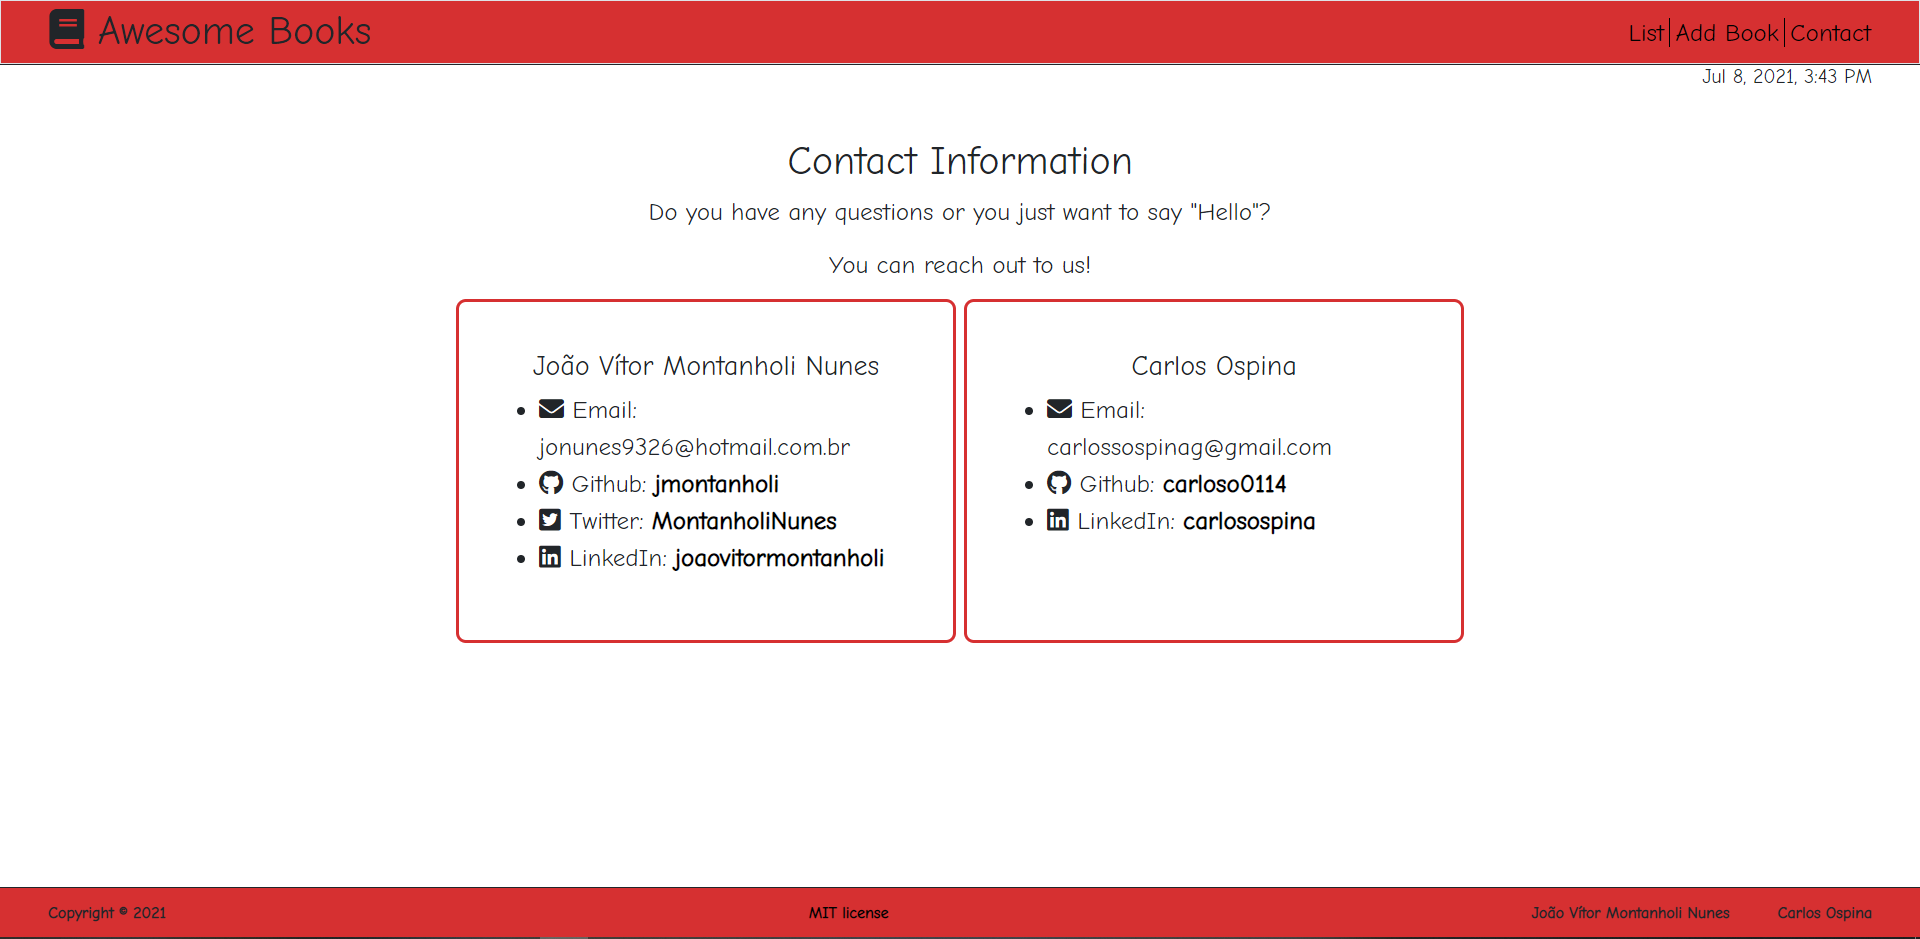 Awesome Books
List
Add Book
Contact
Jul 8, 2021, 3:43 PM
Contact Information
Do you have any questions or you just want to say "Hello"?
You can reach out to us!
João Vítor Montanholi Nunes
Email:
jonunes9326@hotmail.com.br
Github: jmontanholi
Twitter: MontanholiNunes
LinkedIn: joaovitormontanholi
Carlos Ospina
Email:
carlossospinag@gmail.com
Github: carloso0114
LinkedIn: carlosospina
Copyright © 2021
MIT license
João Vítor Montanholi Nunes
Carlos Ospina